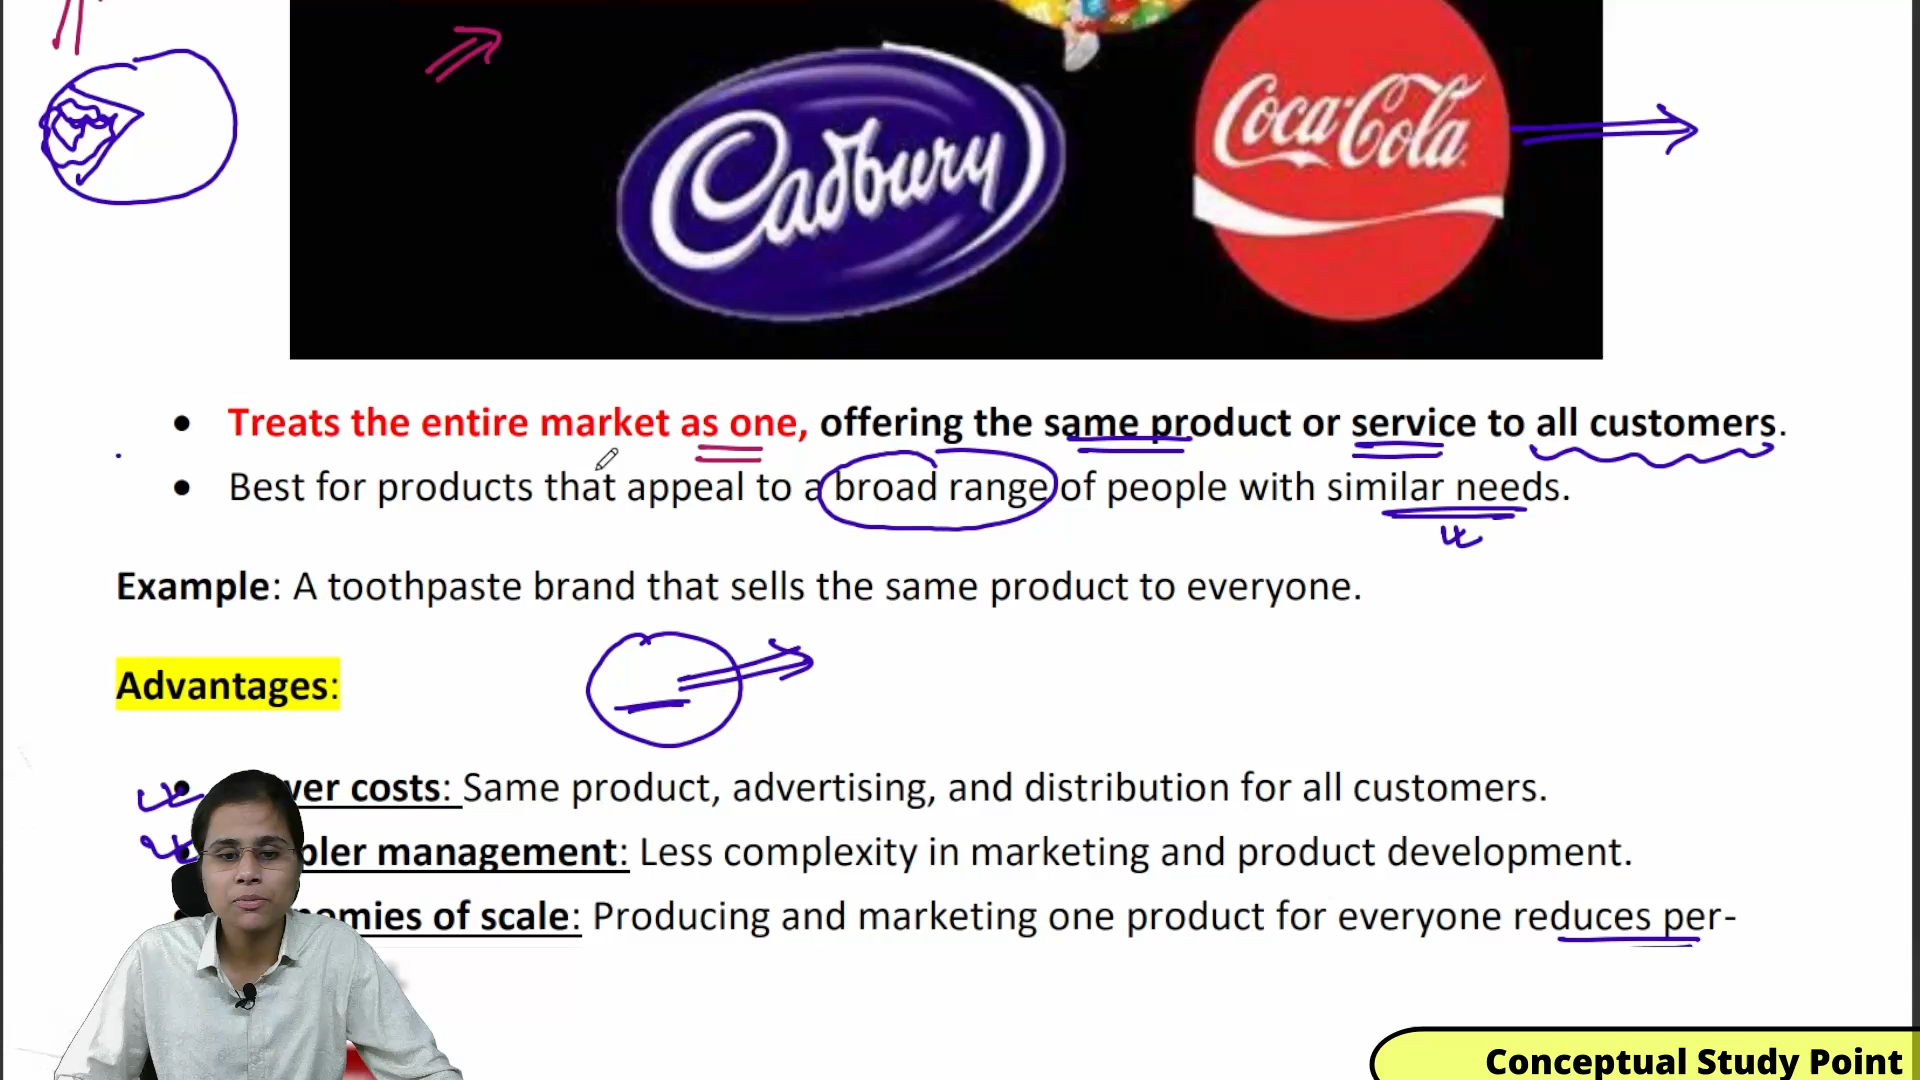 Cadbury
Coca-Cola
• Treats the entire market as one, offering the same product or service to all customers.
• Best for products that appeal to a broad range of people with similar needs.
Example: A toothpaste brand that sells the same product to everyone.
Advantages:
ver costs: Same product, advertising, and distribution for all customers.
pler management: Less complexity in marketing and product development.
nomies of scale: Producing and marketing one product for everyone reduces per-
Conceptual Study Point